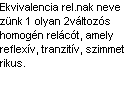 Ekvivalencia rel.nak neve
zünk 1 olyan 2változós
homogén relácót, amely
reflexív, tranzitív, szimmet
rikus.